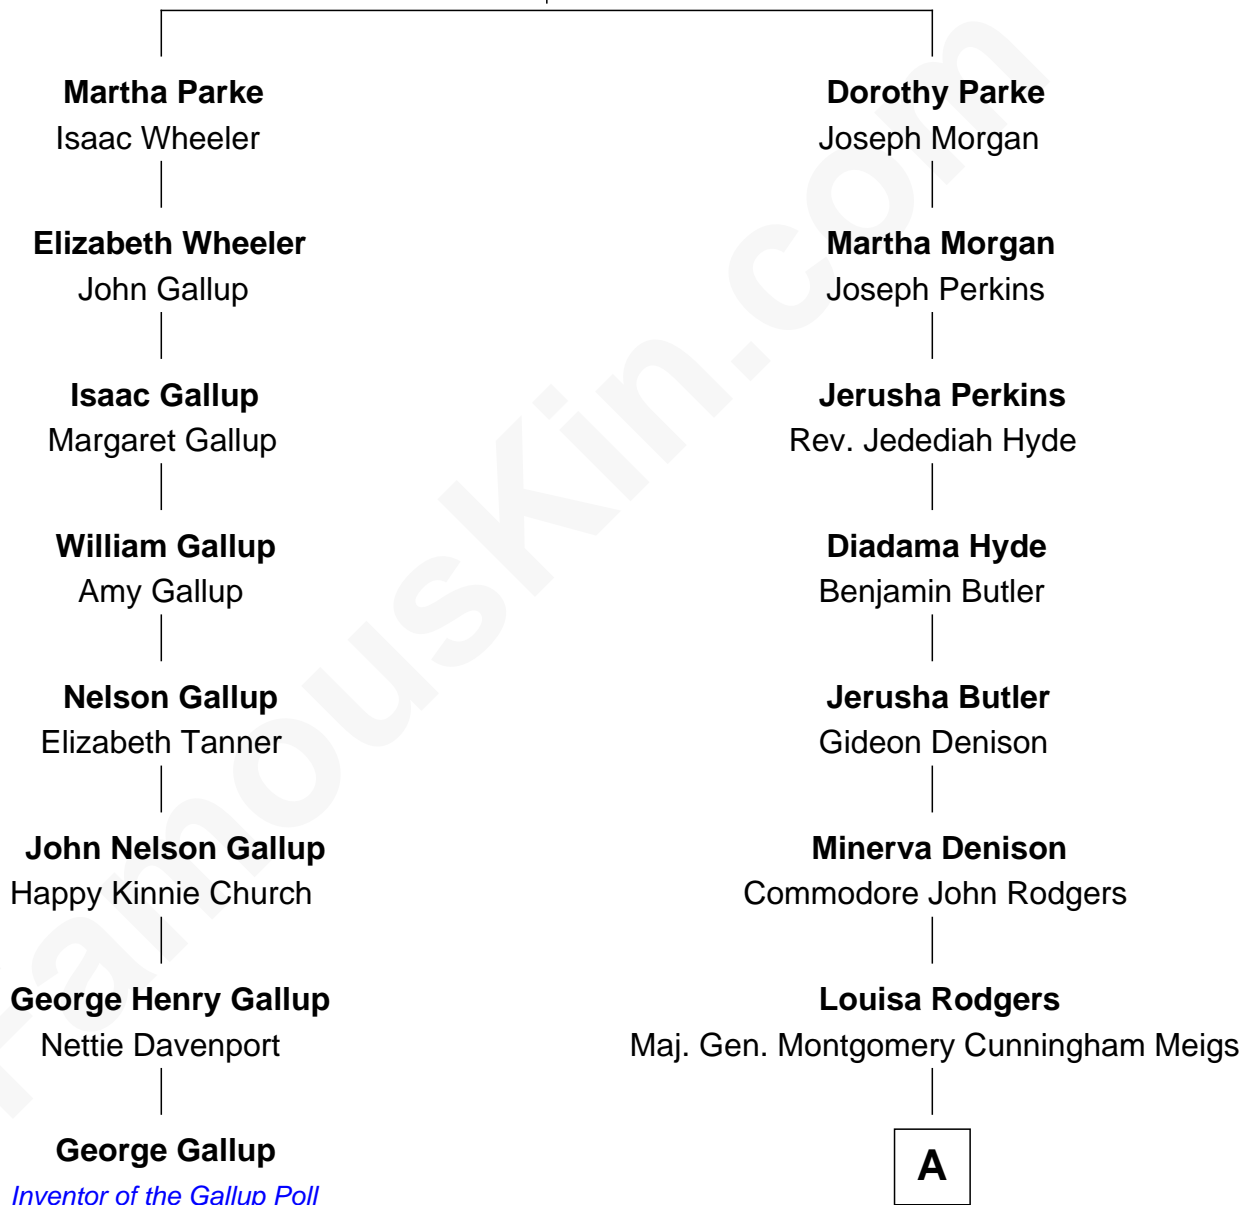 Martha Parke
Isaac Wheeler
Elizabeth Wheeler
John Gallup
Isaac Gallup
Margaret Gallup
William Gallup
Amy Gallup
Nelson Gallup
Elizabeth Tanner
John Nelson Gallup
Happy Kinnie Church
George Henry Gallup
Nettie Davenport
George Gallup
Inventor of the Gallup Poll
Dorothy Parke
Joseph Morgan
Martha Morgan
Joseph Perkins
Jerusha Perkins
Rev. Jedediah Hyde
Diadama Hyde
Benjamin Butler
Jerusha Butler
Gideon Denison
Minerva Denison
Commodore John Rodgers
Louisa Rodgers
Maj. Gen. Montgomery Cunningham Meigs
A
FamousKin.com